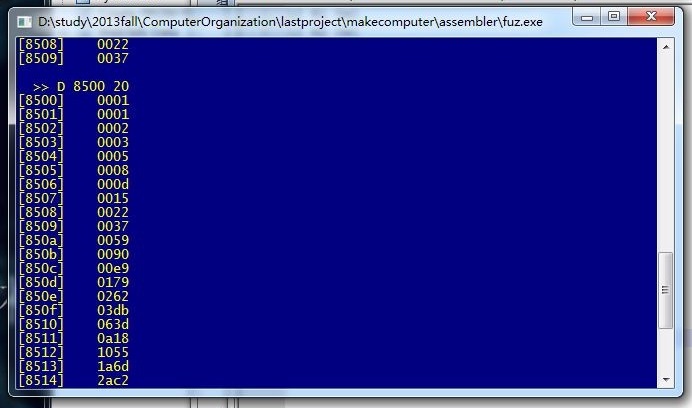 D:\study\2013fall\ComputerOrganization\lastproject\makecomputer\assembler\fuz.exe
[8508] 0022
[8509] 0037
>> D 8500 20
[8500] 0001
[8501] 0001
[8502] 0002
[8503] 0003
[8504] 0005
[8505] 0008
[8506] 000d
[8507] 0015
[8508] 0022
[8509] 0037
[850a] 0059
[850b] 0090
[850c] 00e9
[850d] 0179
[850e] 0262
[850f] 03db
[8510] 063d
[8511] 0a18
[8512] 1055
[8513] 1a6d
[8514] 2ac2